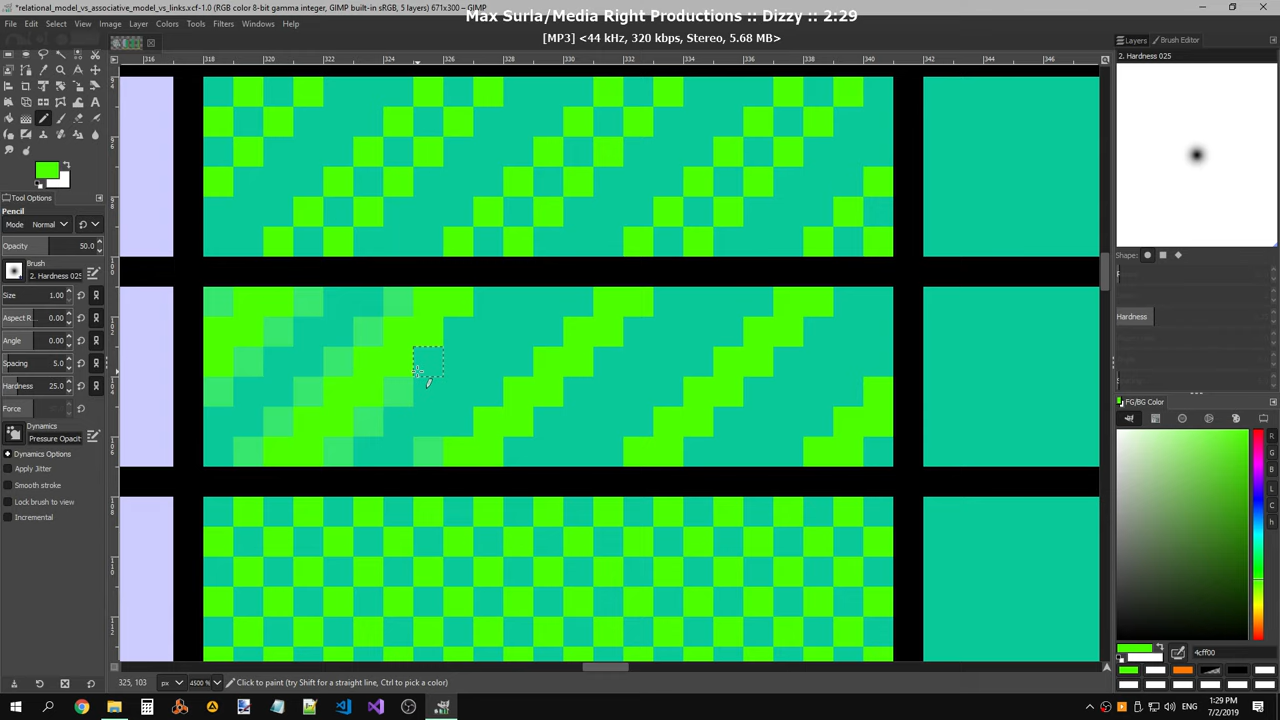 *relational_model_vs_associative_model_vs_links.xcf-1.0 (RGB color 8-bit gamma integer, GIMP built-in sRGB, 5 layers) 671x300 – GIMP
Max Surla/Media Right Productions :: Dizzy :: 2:29
[MP3] <44 kHz, 320 kbps, Stereo, 5.68 MB>
File Edit Select View Image Layer Colors Tools Filters Windows Help
Layers Brush Editor
2. Hardness 025
316 318 320 322 324 326 328 330 332 334 336 338 340 342 344 346
Tool Options
Pencil
Mode Normal
Opacity 50.0
Brush
2. Hardness 025
Size 1.00
Aspect R... 0.00
Angle 0.00
Spacing 5.0
Hardness 25.0
Force
Dynamics
Pressure Opacit
Dynamics Options
Apply Jitter
Smooth stroke
Lock brush to view
Incremental
Shape:
Hardness
FG/BG Color
R
G
B
L
C
h
4cff00
325, 103 px 4500 % Click to paint (try Shift for a straight line, Ctrl to pick a color)
ENG
1:29 PM
7/2/2019